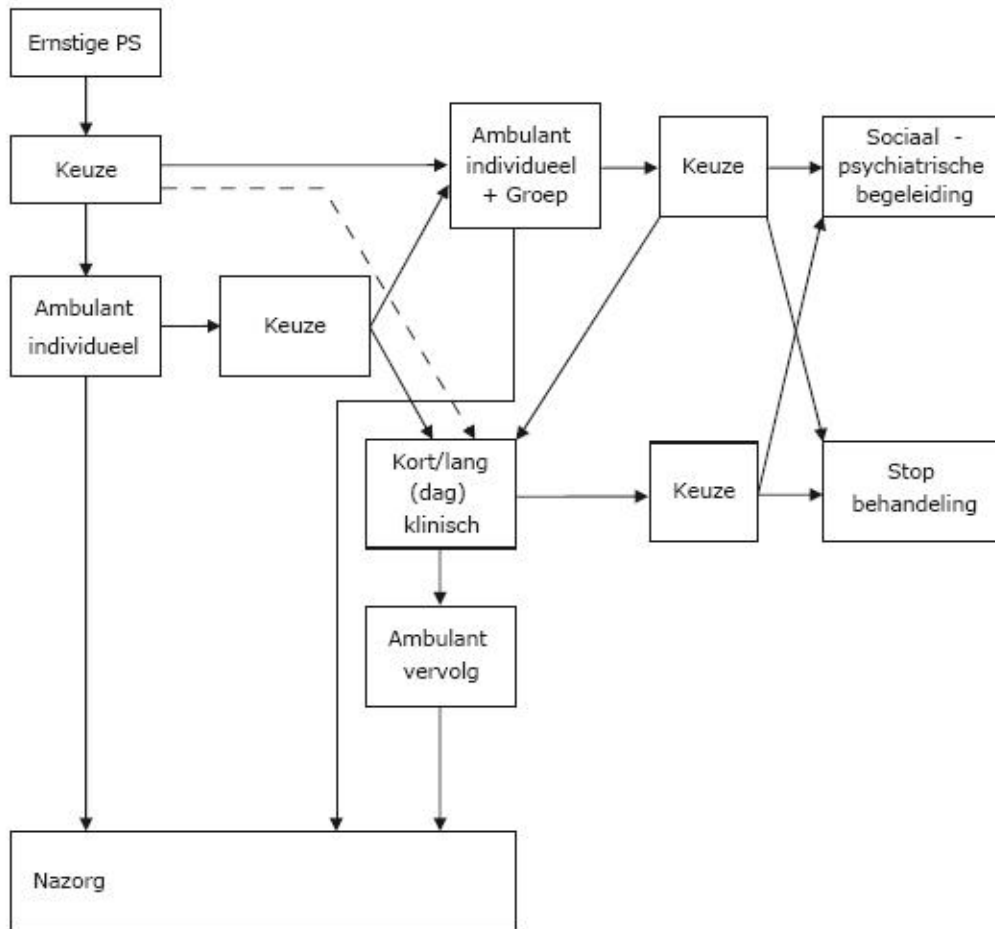 Ernstige PS
Keuze
Ambulant
individueel
+ Groep
Keuze
Sociaal -
psychiatrische
begeleiding
Ambulant
individueel
Keuze
Kort/lang
(dag)
klinisch
Keuze
Stop
behandeling
Ambulant
vervolg
Nazorg